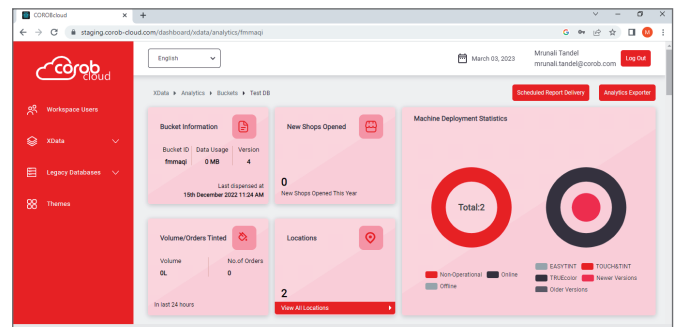 COROBcloud
staging.corob-cloud.com/dashboard/xdata/analytics/fmmaqi
M
corob
cloud
English
March 03, 2023
Mrunali Tandel
mrunali.tandel@corob.com
Log Out
XData Analytics Buckets Test DB
Scheduled Report Delivery
Analytics Exporter
Workspace Users
XData
Legacy Databases
Themes
Bucket Information
Bucket ID Data Usage Version
fmmaqi 0 MB 4
Last dispensed at
15th December 2022 11:24 AM
New Shops Opened
0
New Shops Opened This Year
Machine Deployment Statistics
Total:2
Non-Operational Online
Offline
EASYTINT TOUCH&TINT
TRUEcolor Newer Versions
Older Versions
Volume/Orders Tinted
Volume No.of Orders
0L 0
In last 24 hours
Locations
2
View All Locations